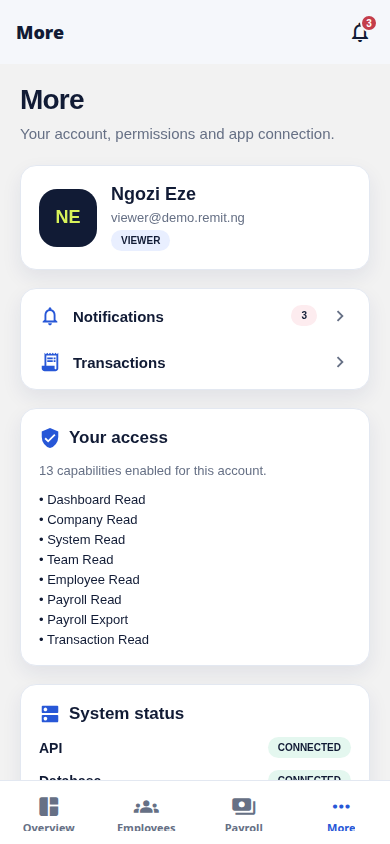 More
3
More
Your account, permissions and app connection.
NE
Ngozi Eze
viewer@demo.remit.ng
VIEWER
Notifications
3
Transactions
Your access
13 capabilities enabled for this account.
• Dashboard Read
• Company Read
• System Read
• Team Read
• Employee Read
• Payroll Read
• Payroll Export
• Transaction Read
System status
API
CONNECTED
Database
CONNECTED
Overview
Employees
Payroll
More